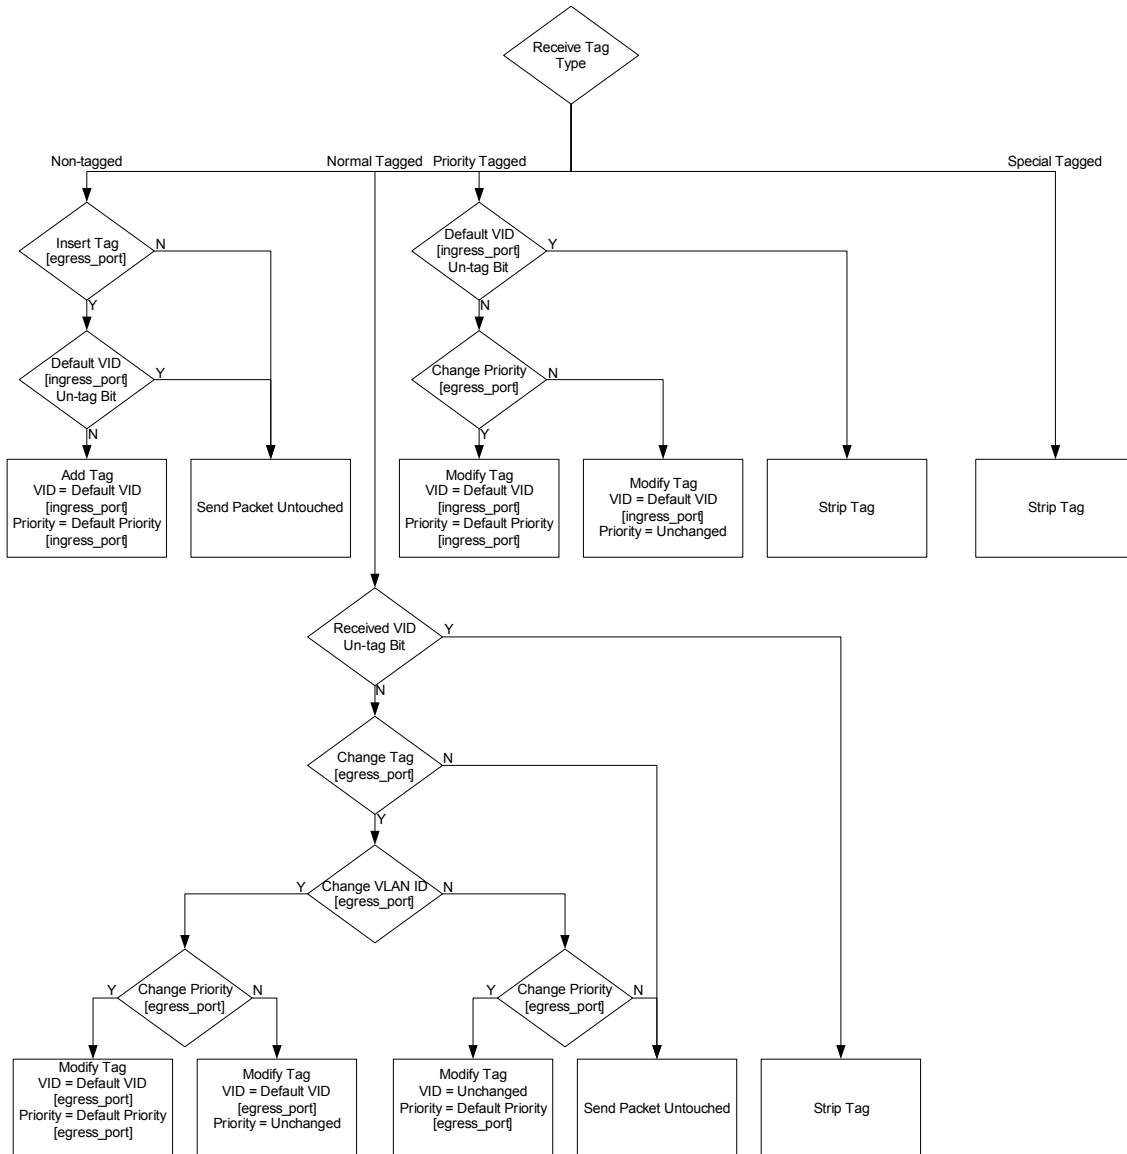 Receive Tag
Type
Non-tagged
Normal Tagged
Priority Tagged
Special Tagged
Insert Tag
[egress_port]
N
Y
Default VID
[ingress_port]
Un-tag Bit
Y
N
Default VID
[ingress_port]
Un-tag Bit
Y
N
Change Priority
[egress_port]
N
Y
Add Tag
VID = Default VID
[ingress_port]
Priority = Default Priority
[ingress_port]
Send Packet Untouched
Modify Tag
VID = Default VID
[ingress_port]
Priority = Default Priority
[ingress_port]
Modify Tag
VID = Default VID
[ingress_port]
Priority = Unchanged
Strip Tag
Strip Tag
Received VID
Un-tag Bit
Y
N
Change Tag
[egress_port]
N
Y
Change VLAN ID
[egress_port]
Y
N
Change Priority
[egress_port]
Y
N
Change Priority
[egress_port]
Y
N
Modify Tag
VID = Default VID
[egress_port]
Priority = Default Priority
[egress_port]
Modify Tag
VID = Default VID
[egress_port]
Priority = Unchanged
Modify Tag
VID = Unchanged
Priority = Default Priority
[egress_port]
Send Packet Untouched
Strip Tag